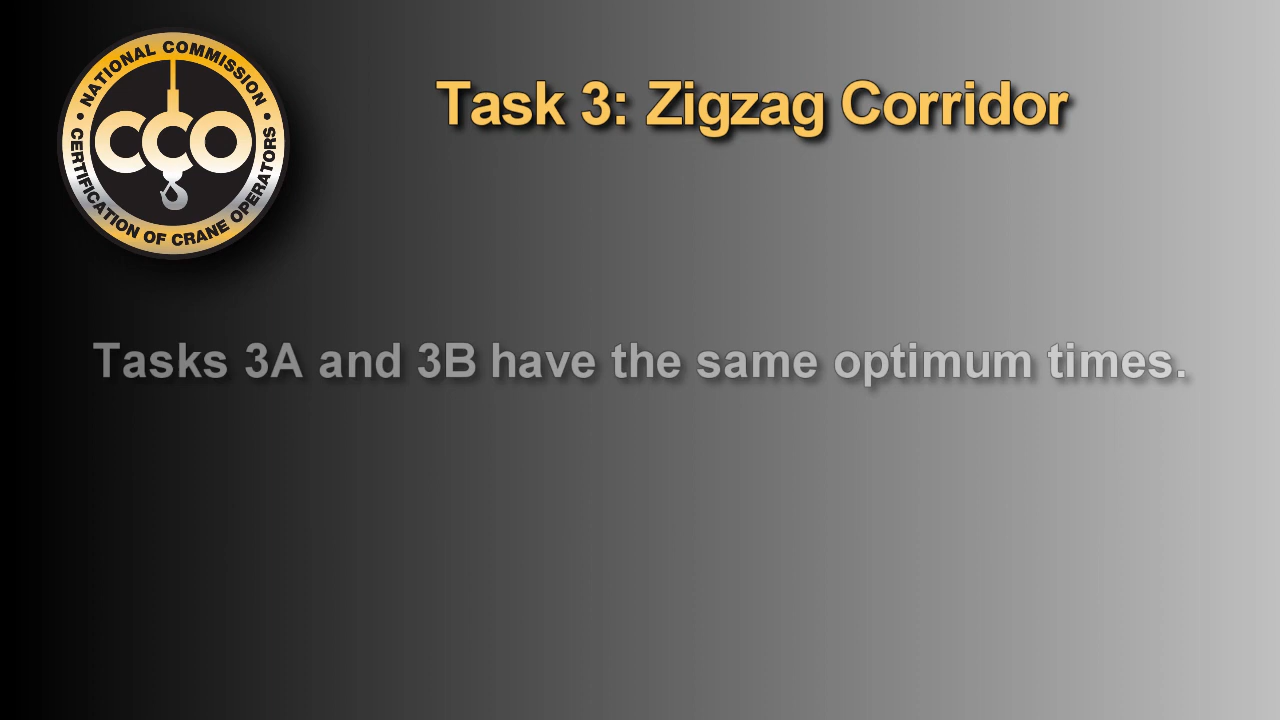 NATIONAL COMMISSION
CCO
CERTIFICATION OF CRANE OPERATORS
Task 3: Zigzag Corridor
Tasks 3A and 3B have the same optimum times.